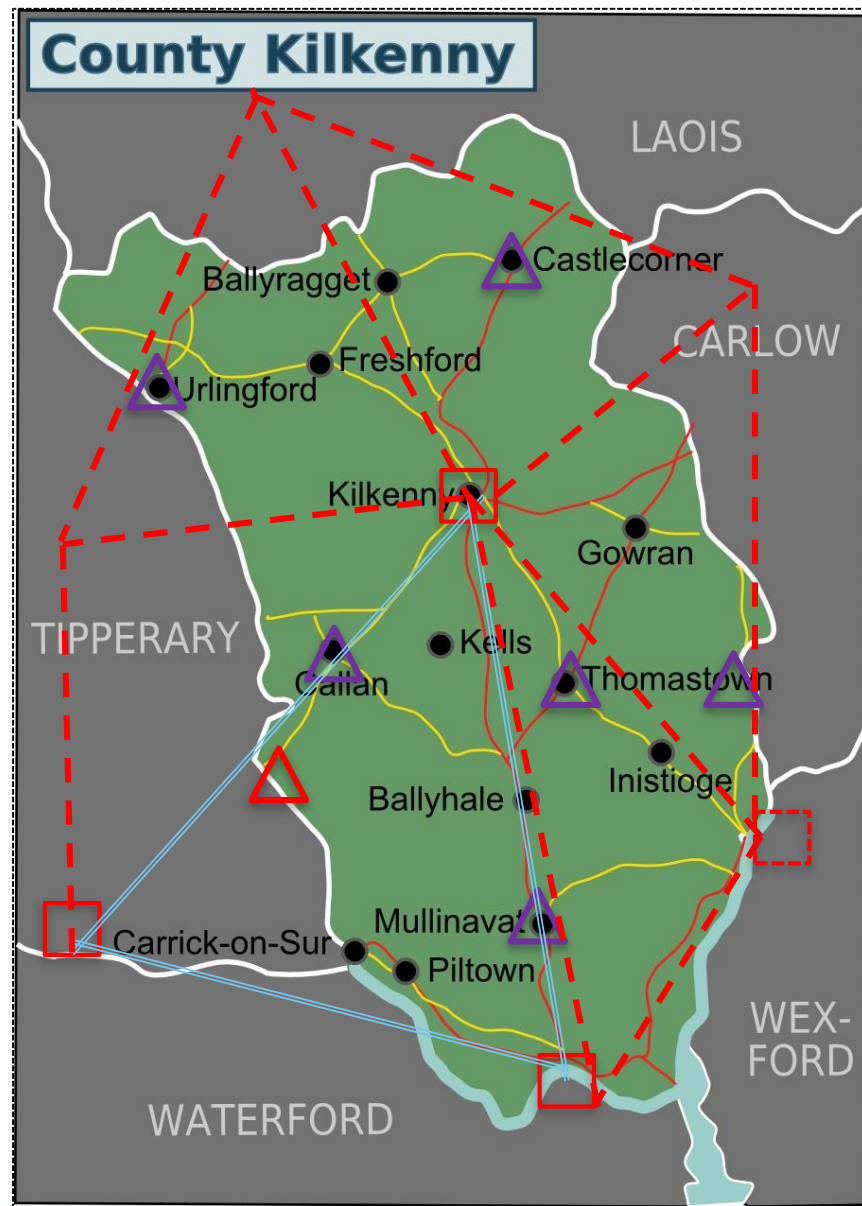 County Kilkenny
LAOIS
Castlecorner
Ballyragget
CARLOW
Freshford
Urlingford
Kilkenny
Gowran
TIPPERARY
Kells
Callan
Thomastown
Inistioge
Ballyhale
Mullinavat
Carrick-on-Sur
Piltown
WEX-
FORD
WATERFORD